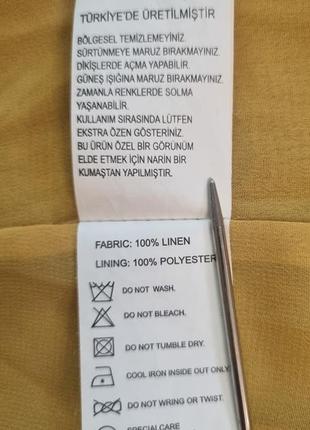 TÜRKİYE'DE ÜRETİLMİŞTİR
BÖLGESEL TEMİZLEMEYİNİZ.
SÜRTÜNMEYE MARUZ BIRAKMAYINIZ.
DİKİŞLERDE AÇMA YAPABİLİR.
GÜNEŞ IŞIĞINA MARUZ BIRAKMAYINIZ.
ZAMANLA RENKLERDE SOLMA
YAŞANABİLİR.
KULLANIM SIRASINDA LÜTFEN
EKSTRA ÖZEN GÖSTERİNİZ.
BU ÜRÜN ÖZEL BİR GÖRÜNÜM
ELDE ETMEK İÇİN NARİN BİR
KUMAŞTAN YAPILMIŞTIR.
FABRIC: 100% LINEN
LINING: 100% POLYESTER
DO NOT WASH.
DO NOT BLEACH.
DO NOT TUMBLE DRY.
COOL IRON INSIDE OUT ONLY
DO NOT WRING OR TWIST.
SPECIAL CARE